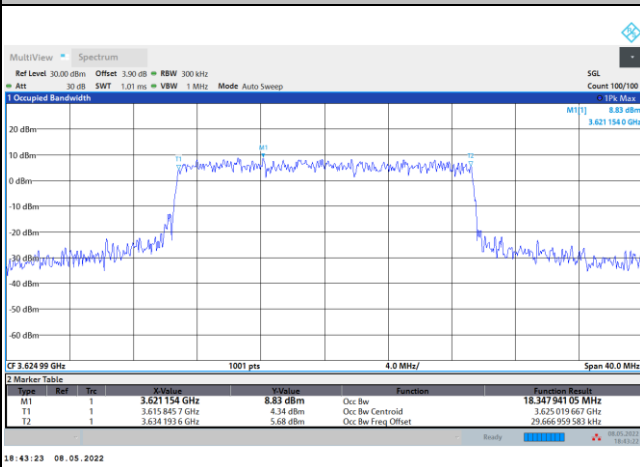 MultiView Spectrum
Ref Level 30.00 dBm Offset 3.90 dB RBW 300 kHz SGL
Att 30 dB SWT 1.01 ms VBW 1 MHz Mode Auto Sweep Count 100/100
1 Occupied Bandwidth 1Pk Max
M1[1] 8.83 dBm
3.621 154 0 GHz
20 dBm
M1
T1 T2
10 dBm
0 dBm
-10 dBm
-20 dBm
-30 dBm
-40 dBm
-50 dBm
-60 dBm
CF 3.624 99 GHz 1001 pts 4.0 MHz/ Span 40.0 MHz
2 Marker Table
Type Ref Trc X-Value Y-Value Function Function Result
M1 1 3.621 154 GHz 8.83 dBm Occ Bw 18.347 941 05 MHz
T1 1 3.615 845 7 GHz 4.34 dBm Occ Bw Centroid 3.625 019 667 GHz
T2 1 3.634 193 6 GHz 5.68 dBm Occ Bw Freq Offset 29.666 959 583 kHz
Ready 08.05.2022
18:43:22
18:43:23 08.05.2022